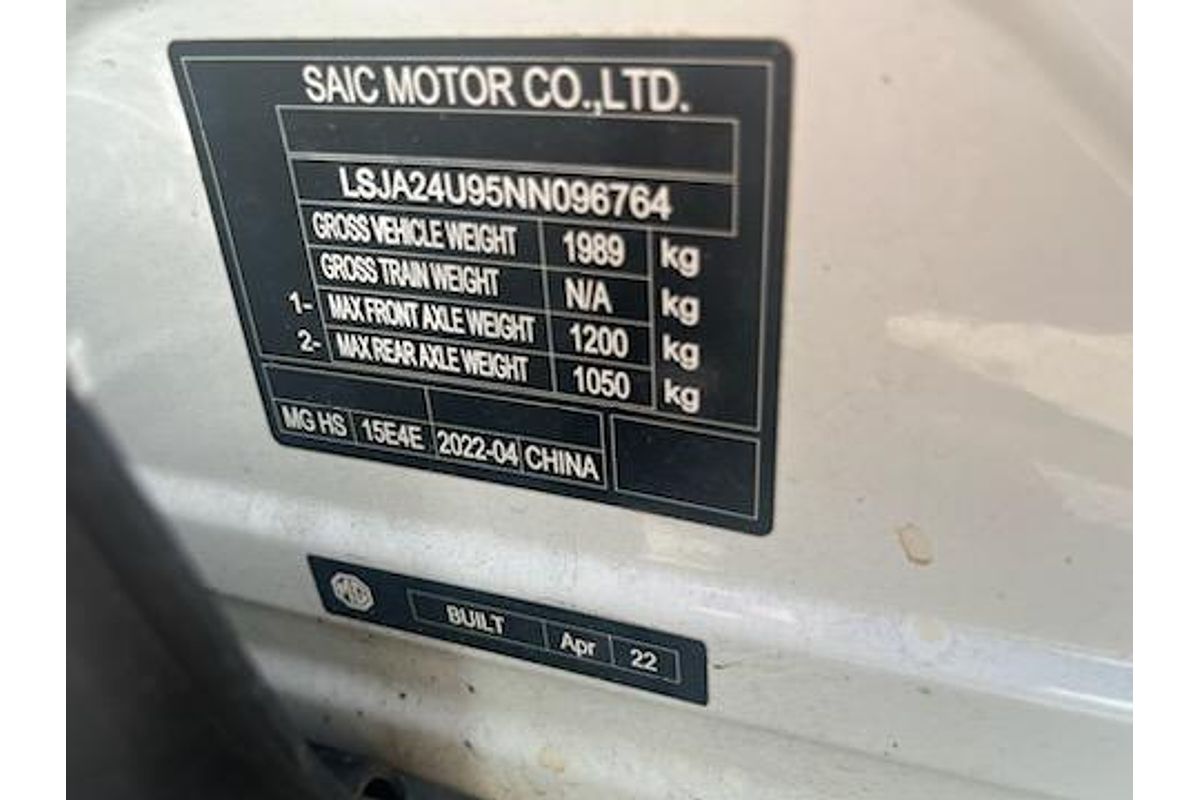 SAIC MOTOR CO.,LTD.
LSJA24U95NN096764
GROSS VEHICLE WEIGHT 1989 kg
GROSS TRAIN WEIGHT N/A kg
1- MAX FRONT AXLE WEIGHT 1200 kg
2- MAX REAR AXLE WEIGHT 1050 kg
MG HS 15E4E 2022-04 CHINA
MG BUILT Apr 22